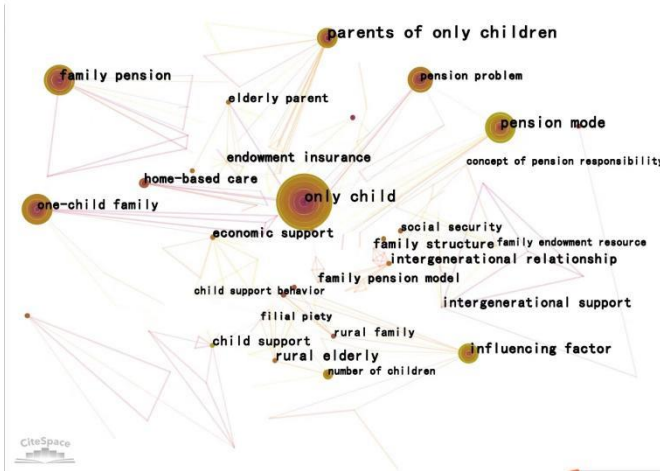 parents of only children
family pension
pension problem
elderly parent
pension mode
endowment insurance
concept of pension responsibility
home-based care
only child
one-child family
social security
economic support
family structure
family endowment resource
intergenerational relationship
family pension model
child support behavior
intergenerational support
filial piety
rural family
child support
influencing factor
rural elderly
number of children
CiteSpace